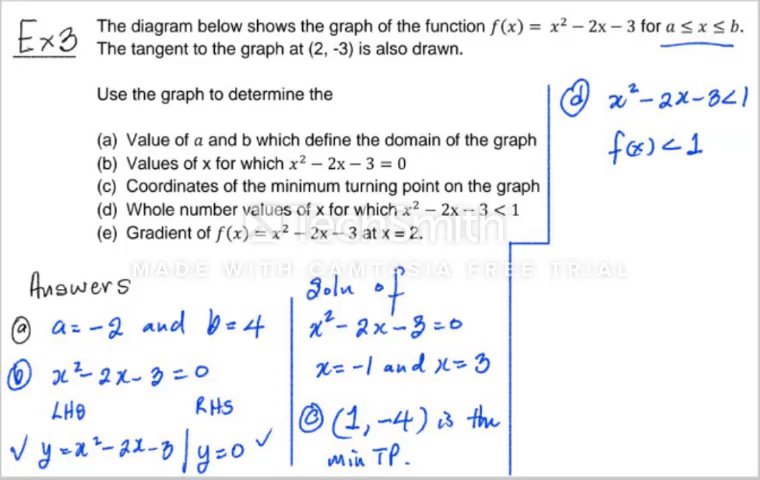 Ex3
The diagram below shows the graph of the function f(x) = x² − 2x − 3 for a ≤ x ≤ b.
The tangent to the graph at (2, -3) is also drawn.
Use the graph to determine the
(a) Value of a and b which define the domain of the graph
(b) Values of x for which x² − 2x − 3 = 0
(c) Coordinates of the minimum turning point on the graph
(d) Whole number values of x for which x² − 2x − 3 < 1
(e) Gradient of f(x) = x² − 2x − 3 at x = 2.
TechSmith
MADE WITH CAMTASIA FREE TRIAL
Answers
(a) a = −2 and b = 4
(b) x² − 2x − 3 = 0
LHS RHS
✓ y = x² − 2x − 3 | y = 0 ✓
Soln of
x² − 2x − 3 = 0
x = −1 and x = 3
(c) (1, −4) is the
min TP.
(d) x² − 2x − 3 < 1
f(x) < 1